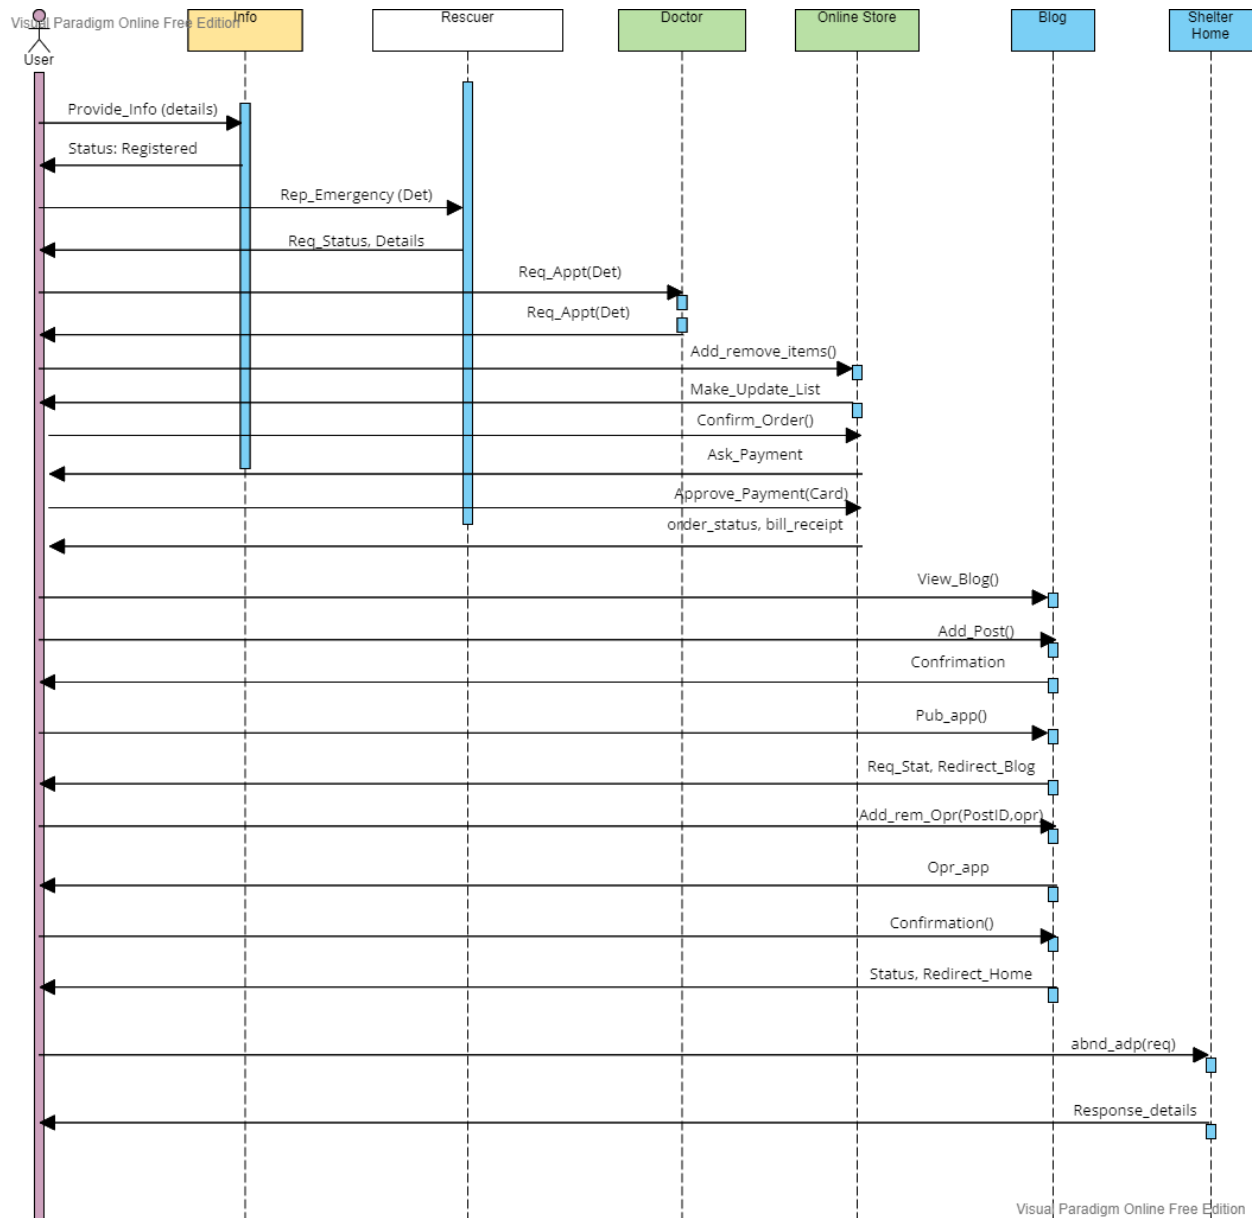 Visual Paradigm Online Free Edition
User
Info
Rescuer
Doctor
Online Store
Blog
Shelter
Home
Provide_Info (details)
Status: Registered
Rep_Emergency (Det)
Req_Status, Details
Req_Appt(Det)
Req_Appt(Det)
Add_remove_items()
Make_Update_List
Confirm_Order()
Ask_Payment
Approve_Payment(Card)
order_status, bill_receipt
View_Blog()
Add_Post()
Confrimation
Pub_app()
Req_Stat, Redirect_Blog
Add_rem_Opr(PostID,opr)
Opr_app
Confirmation()
Status, Redirect_Home
abnd_adp(req)
Response_details
Visual Paradigm Online Free Edition